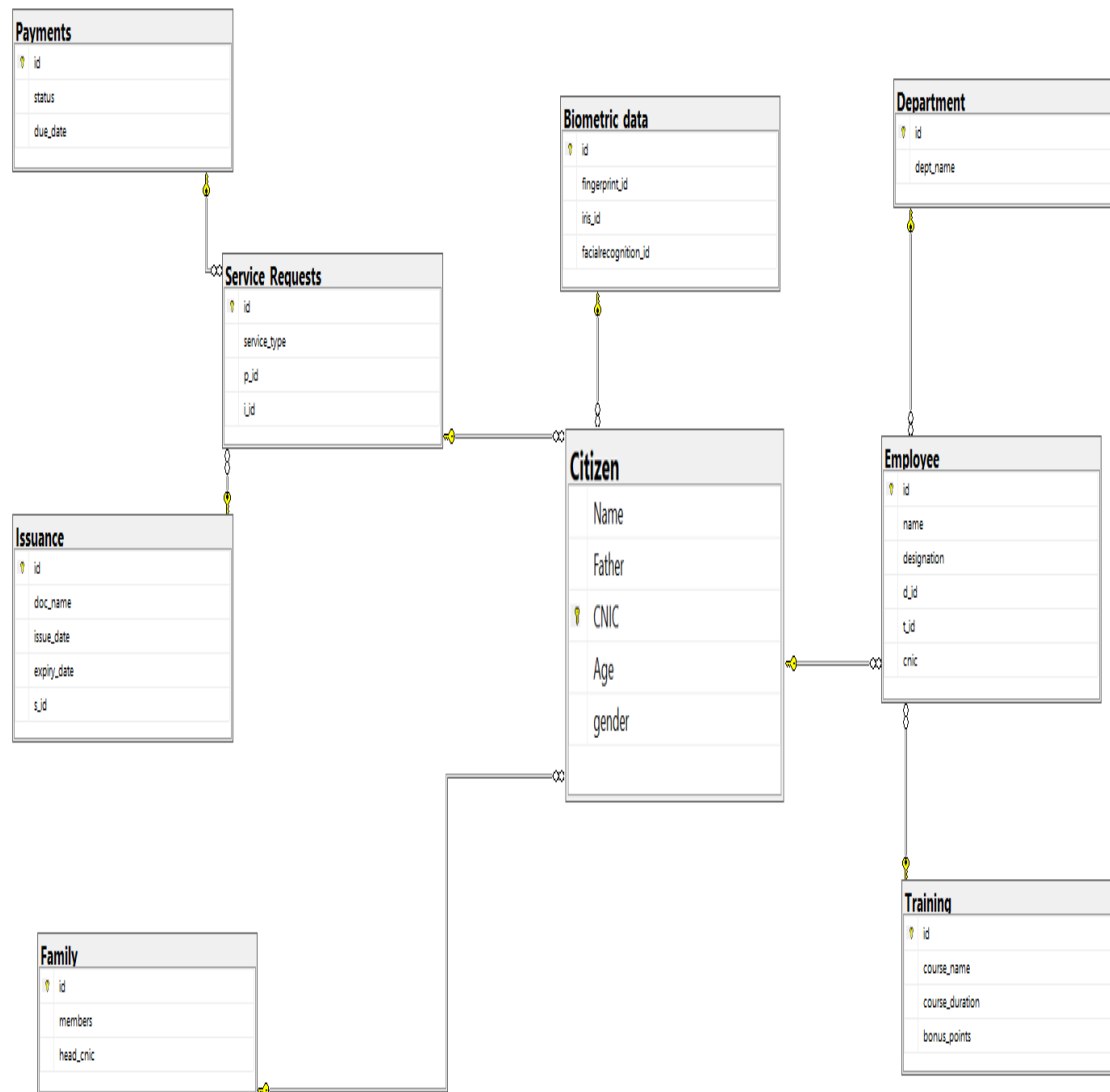 Payments
id
status
due_date
Service Requests
id
service_type
p_id
i_id
Issuance
id
doc_name
issue_date
expiry_date
s_id
Family
id
members
head_cnic
Biometric data
id
fingerprint_id
iris_id
facialrecognition_id
Citizen
Name
Father
CNIC
Age
gender
Department
id
dept_name
Employee
id
name
designation
d_id
t_id
cnic
Training
id
course_name
course_duration
bonus_points